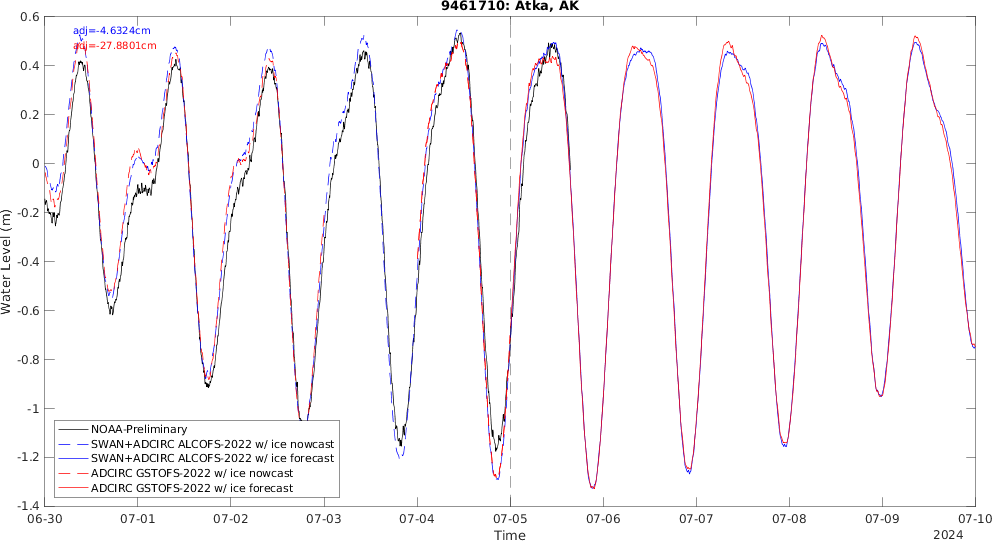 9461710: Atka, AK
adj=-4.6324cm
adj=-27.8801cm
0.6
0.4
0.2
0
-0.2
-0.4
-0.6
-0.8
-1
-1.2
-1.4
Water Level (m)
NOAA-Preliminary
SWAN+ADCIRC ALCOFS-2022 w/ ice nowcast
SWAN+ADCIRC ALCOFS-2022 w/ ice forecast
ADCIRC GSTOFS-2022 w/ ice nowcast
ADCIRC GSTOFS-2022 w/ ice forecast
06-30 07-01 07-02 07-03 07-04 07-05 07-06 07-07 07-08 07-09 07-10
Time
2024